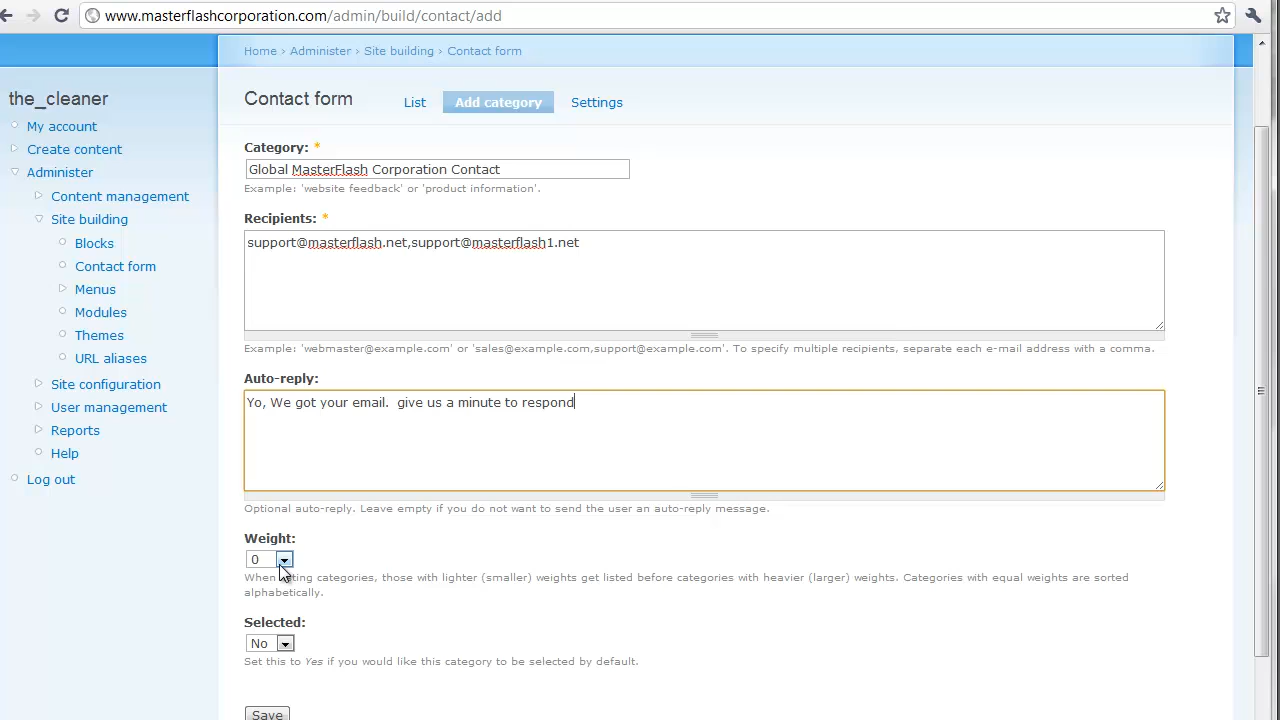 www.masterflashcorporation.com/admin/build/contact/add
Home › Administer › Site building › Contact form
the_cleaner
My account
Create content
Administer
Content management
Site building
Blocks
Contact form
Menus
Modules
Themes
URL aliases
Site configuration
User management
Reports
Help
Log out
Contact form
List
Add category
Settings
Category: *
Global MasterFlash Corporation Contact
Example: 'website feedback' or 'product information'.
Recipients: *
support@masterflash.net,support@masterflash1.net
Example: 'webmaster@example.com' or 'sales@example.com,support@example.com'. To specify multiple recipients, separate each e-mail address with a comma.
Auto-reply:
Yo, We got your email.  give us a minute to respond
Optional auto-reply. Leave empty if you do not want to send the user an auto-reply message.
Weight:
0
When ting categories, those with lighter (smaller) weights get listed before categories with heavier (larger) weights. Categories with equal weights are sorted
alphabetically.
Selected:
No
Set this to Yes if you would like this category to be selected by default.
Save